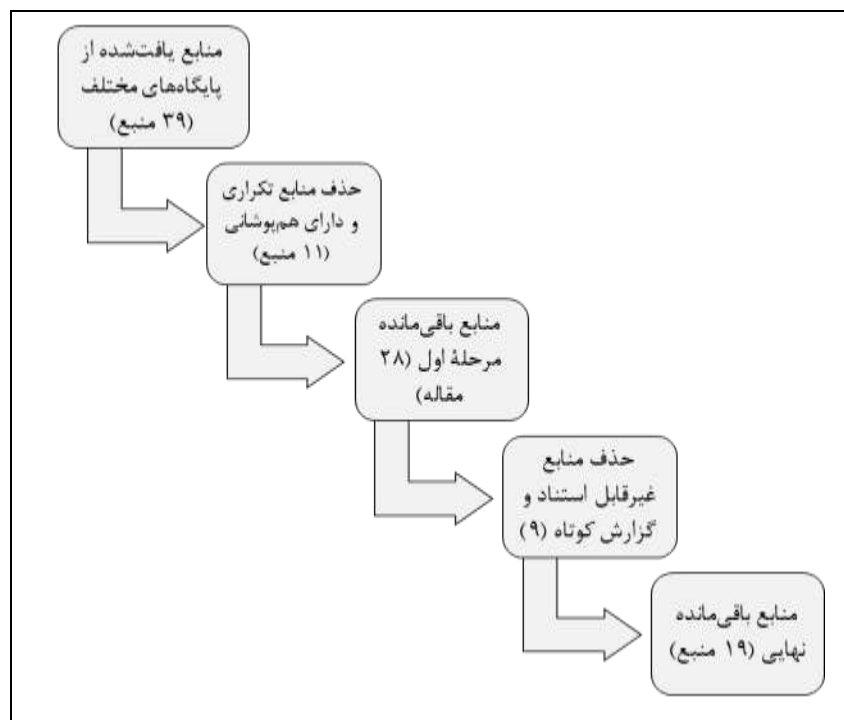 منابع یافت‌شده از
پایگاه‌های مختلف
(۳۹ منبع)
حذف منابع تکراری
و دارای هم‌پوشانی
(۱۱ منبع)
منابع باقی‌مانده
مرحلهٔ اول (۲۸
مقاله)
حذف منابع
غیرقابل استناد و
گزارش کوتاه (۹)
منابع باقی‌مانده
نهایی (۱۹ منبع)